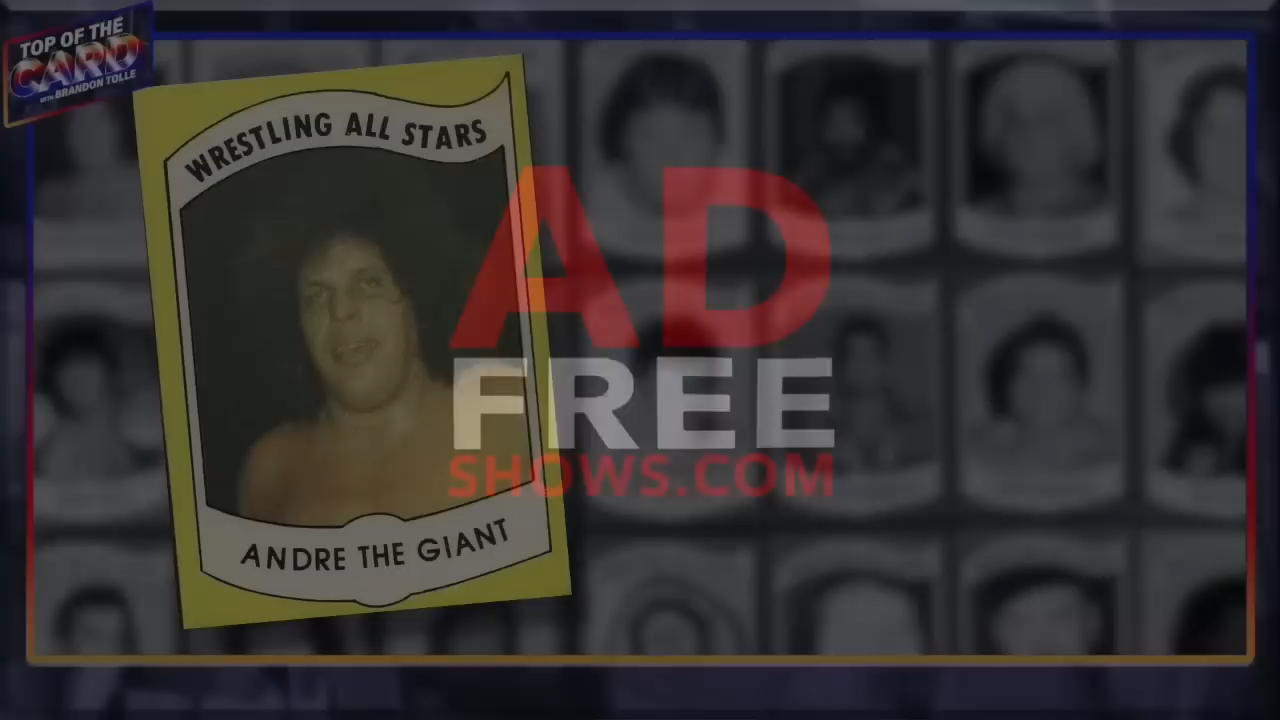 TOP OF THE
CARD
WITH BRANDON TOLLE
WRESTLING ALL STARS
ANDRE THE GIANT
AD
FREE
SHOWS.COM